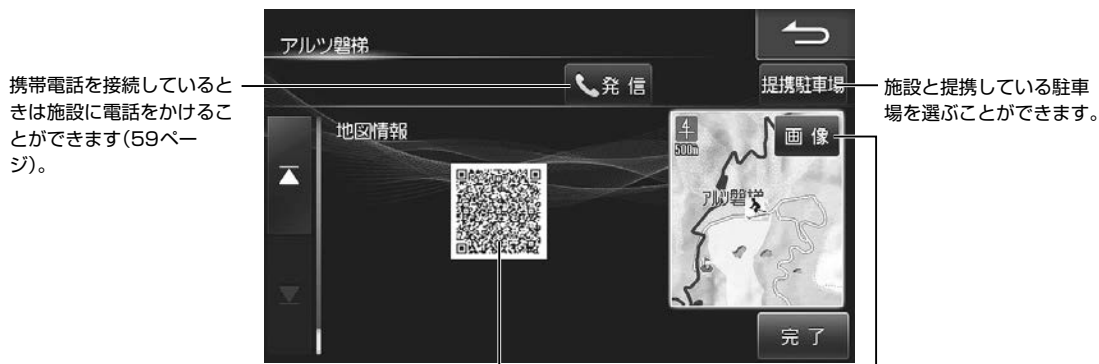 アルツ磐梯
携帯電話を接続していると
きは施設に電話をかけるこ
とができます(59ペー
ジ)。
発信
提携駐車場
施設と提携している駐車
場を選ぶことができます。
地図情報
500m
画像
アルツ磐梯
完了